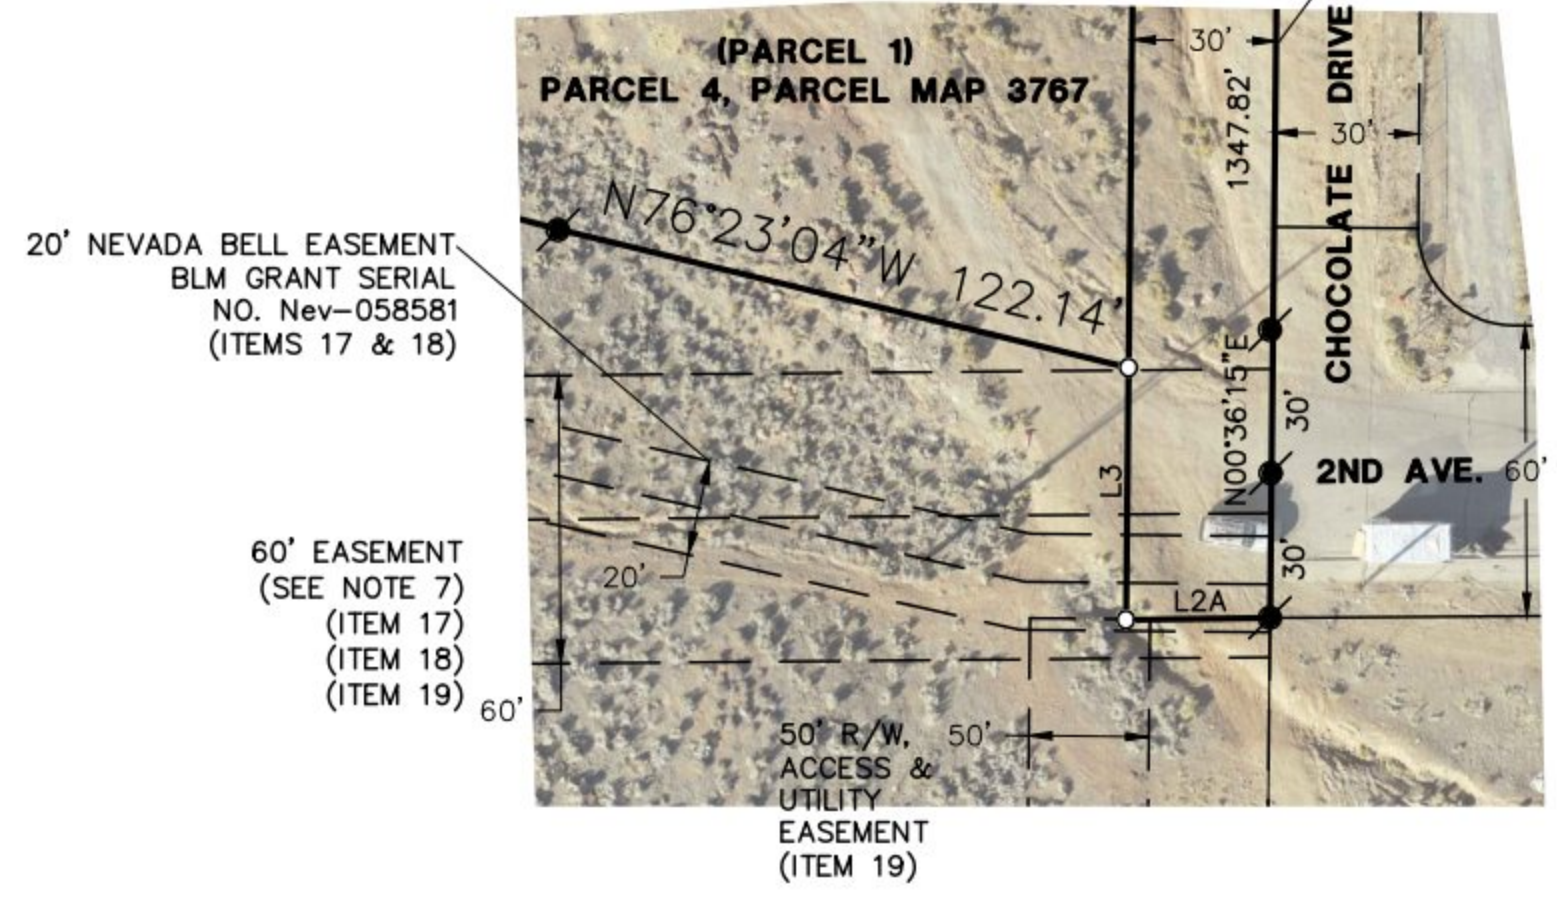 (PARCEL 1)
PARCEL 4, PARCEL MAP 3767
30'
1347.82'
CHOCOLATE DRIVE
30'
N76°23'04"W 122.14'
20' NEVADA BELL EASEMENT
BLM GRANT SERIAL
NO. Nev-058581
(ITEMS 17 & 18)
N00°36'15"E
30'
L3
2ND AVE.
60'
20'
30'
L2A
60' EASEMENT
(SEE NOTE 7)
(ITEM 17)
(ITEM 18)
(ITEM 19)
60'
50' R/W,
ACCESS &
UTILITY
EASEMENT
(ITEM 19)
50'